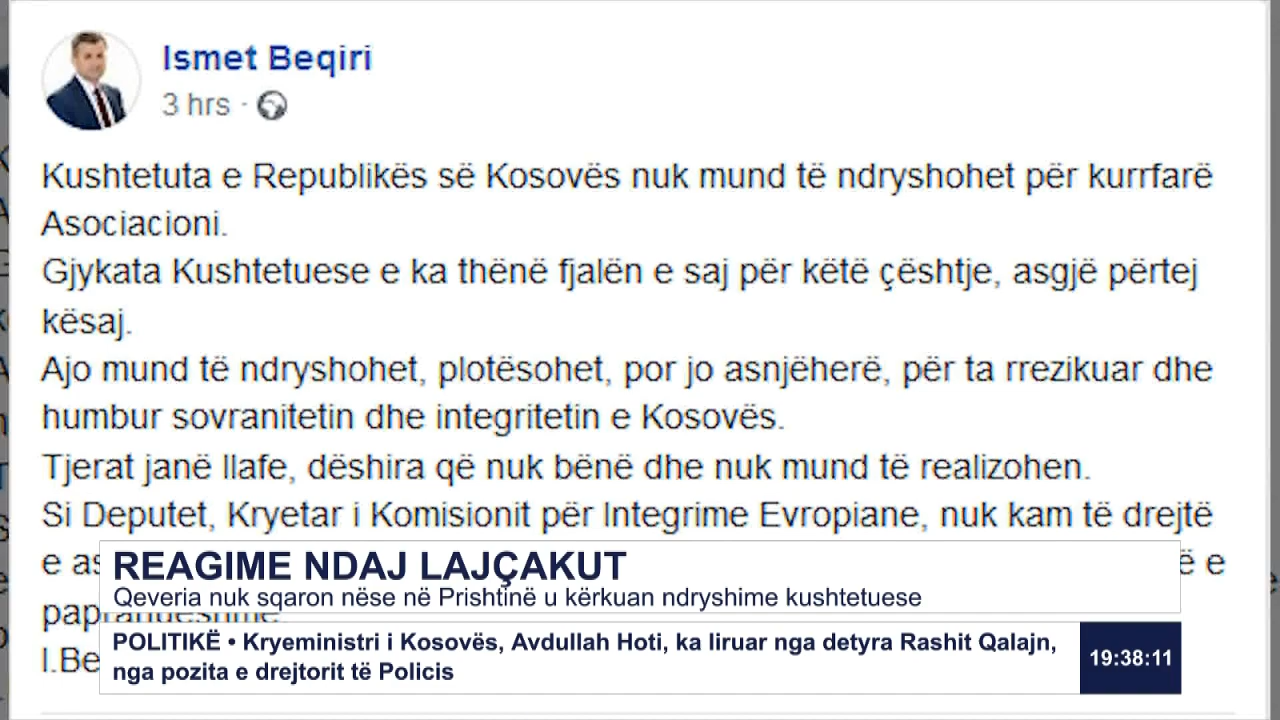 Ismet Beqiri
3 hrs ·
Kushtetuta e Republikës së Kosovës nuk mund të ndryshohet për kurrfarë
Asociacioni.
Gjykata Kushtetuese e ka thënë fjalën e saj për këtë çështje, asgjë përtej
kësaj.
Ajo mund të ndryshohet, plotësohet, por jo asnjëherë, për ta rrezikuar dhe
humbur sovranitetin dhe integritetin e Kosovës.
Tjerat janë llafe, dëshira që nuk bënë dhe nuk mund të realizohen.
Si Deputet, Kryetar i Komisionit për Integrime Evropiane, nuk kam të drejtë
e as
ë e
I.Be
REAGIME NDAJ LAJÇAKUT
Qeveria nuk sqaron nëse në Prishtinë u kërkuan ndryshime kushtetuese
POLITIKË • Kryeministri i Kosovës, Avdullah Hoti, ka liruar nga detyra Rashit Qalajn,
nga pozita e drejtorit të Policis
19:38:11